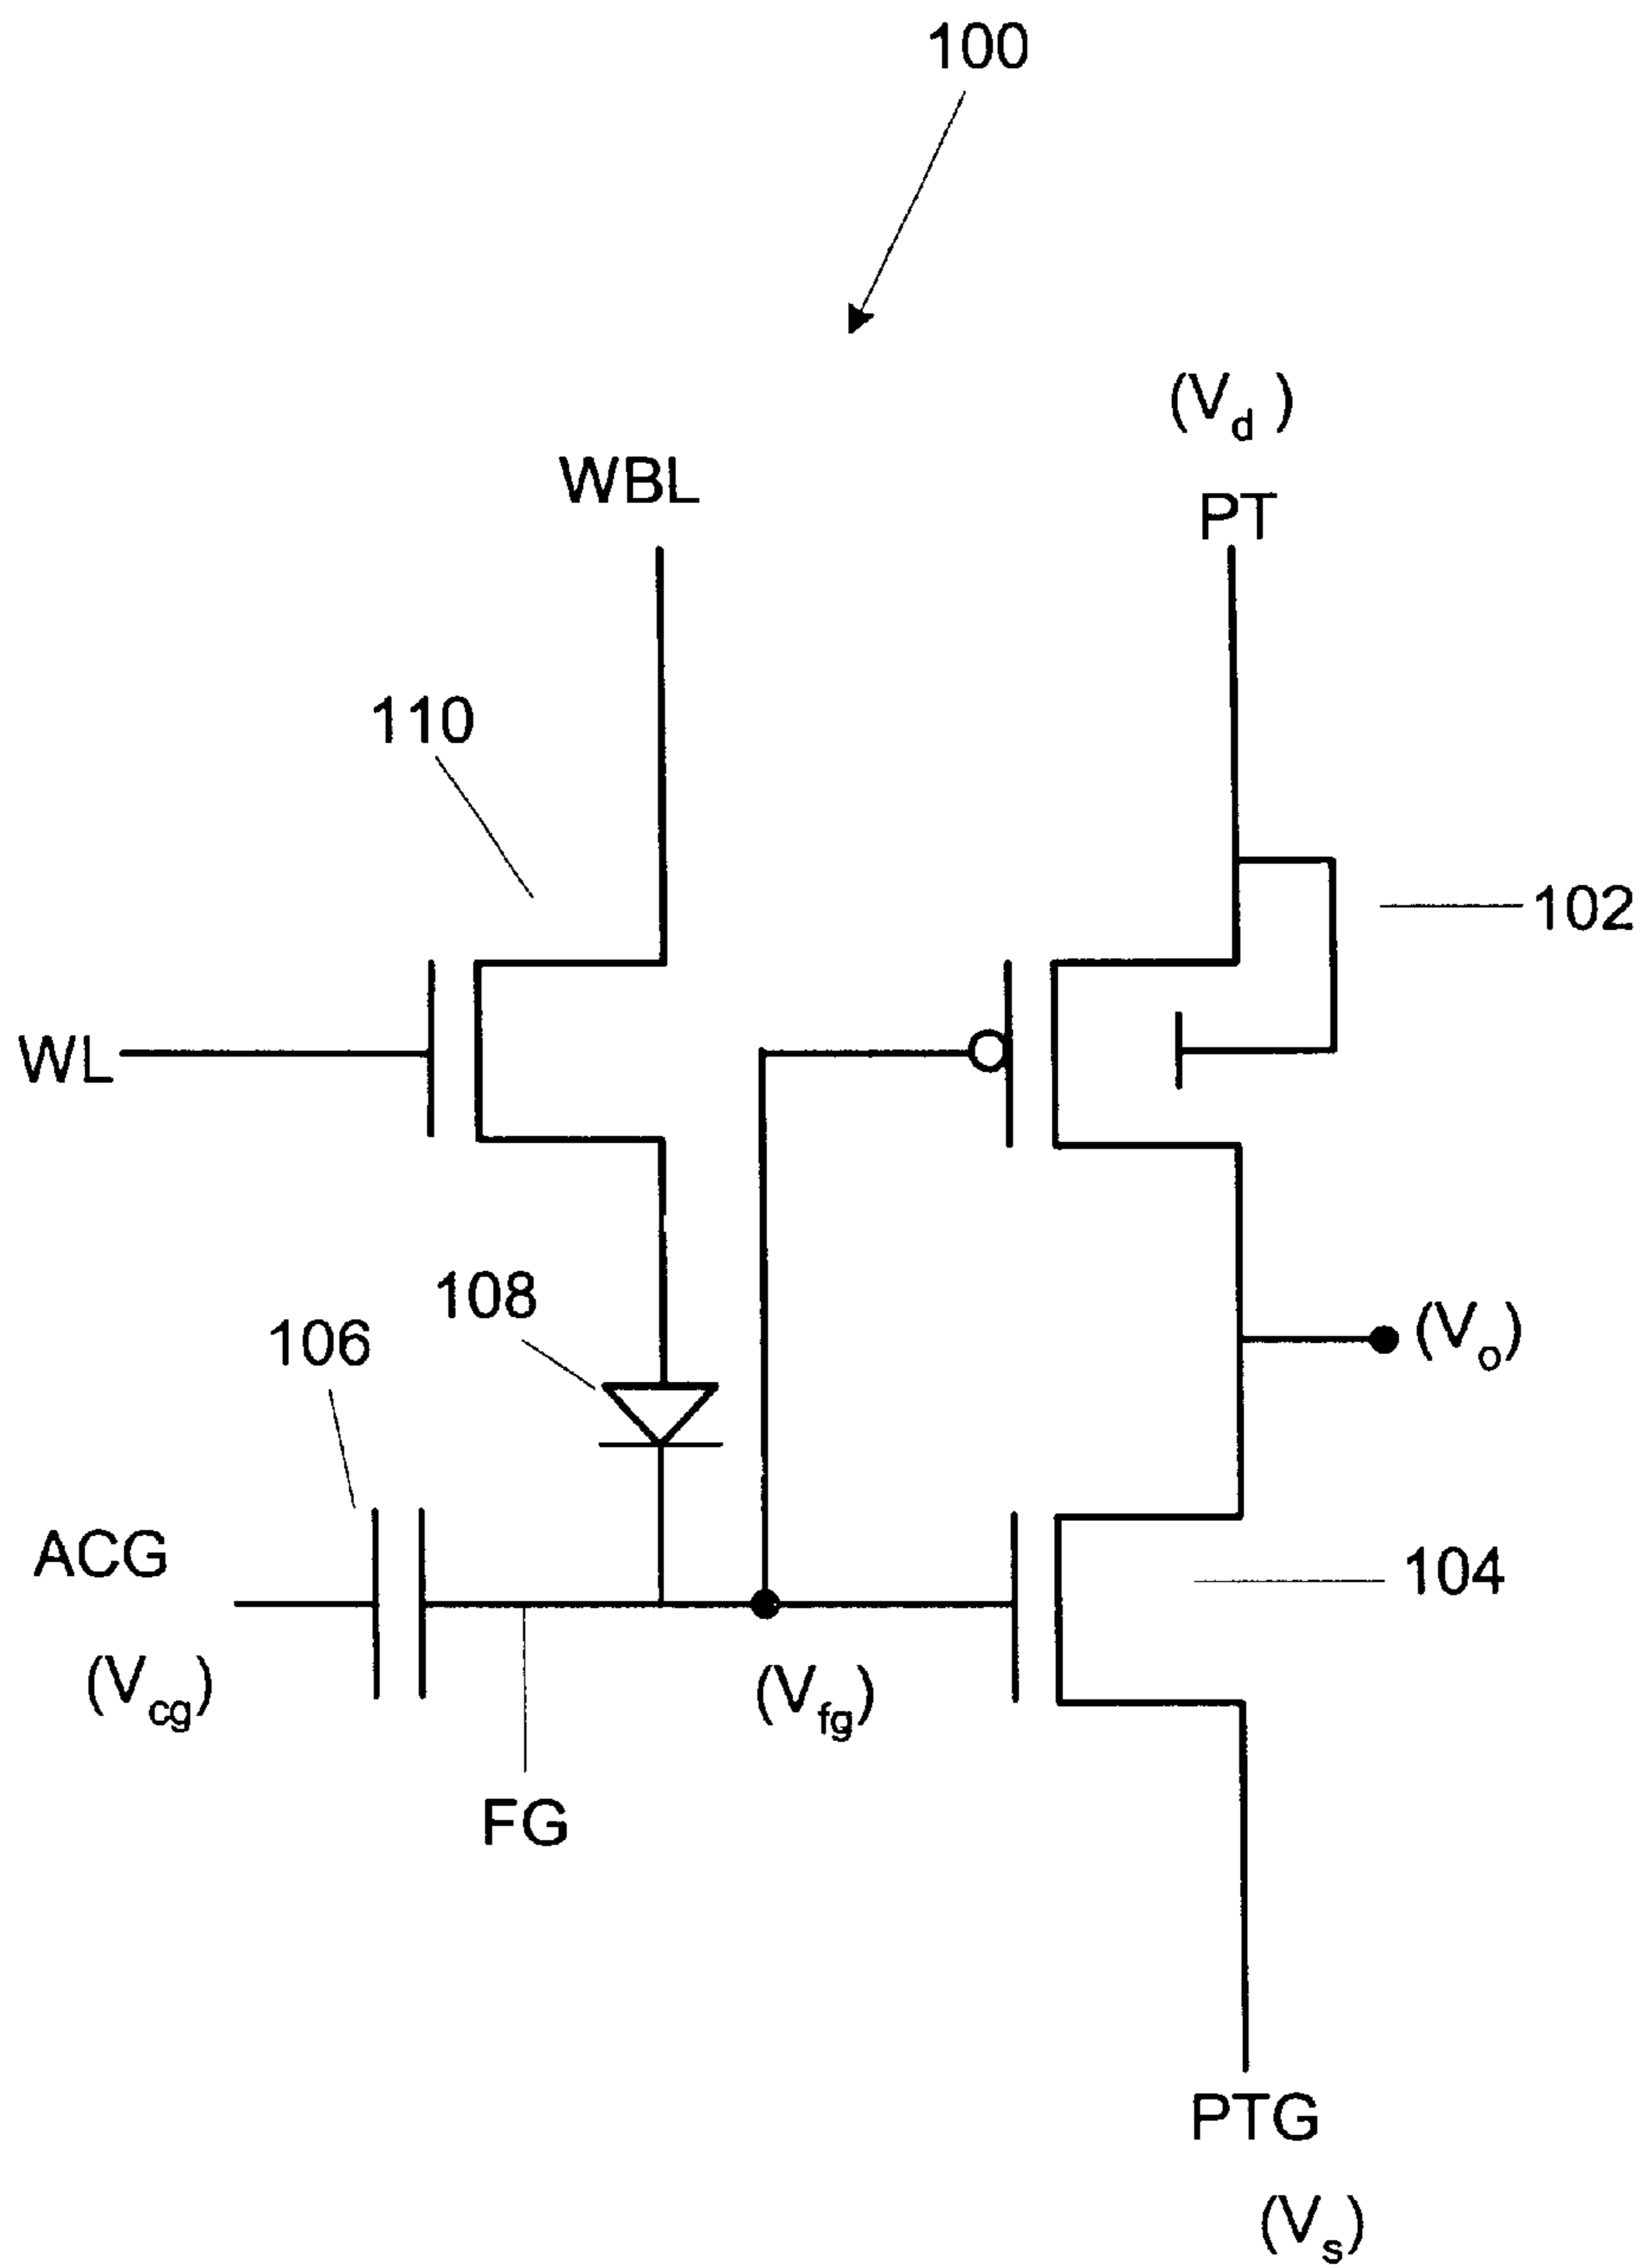 100
(Vd)
WBL
PT
110
102
WL
108
106
(Vo)
ACG
104
(Vcg)
(Vfg)
FG
PTG
(Vs)